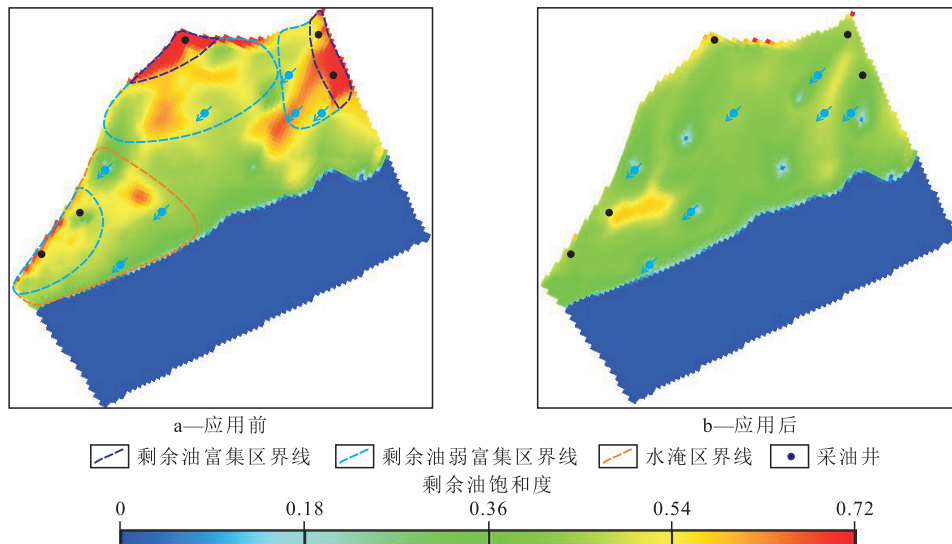 a—应用前
b—应用后
剩余油富集区界线 剩余油弱富集区界线 水淹区界线 采油井
剩余油饱和度
0 0.18 0.36 0.54 0.72